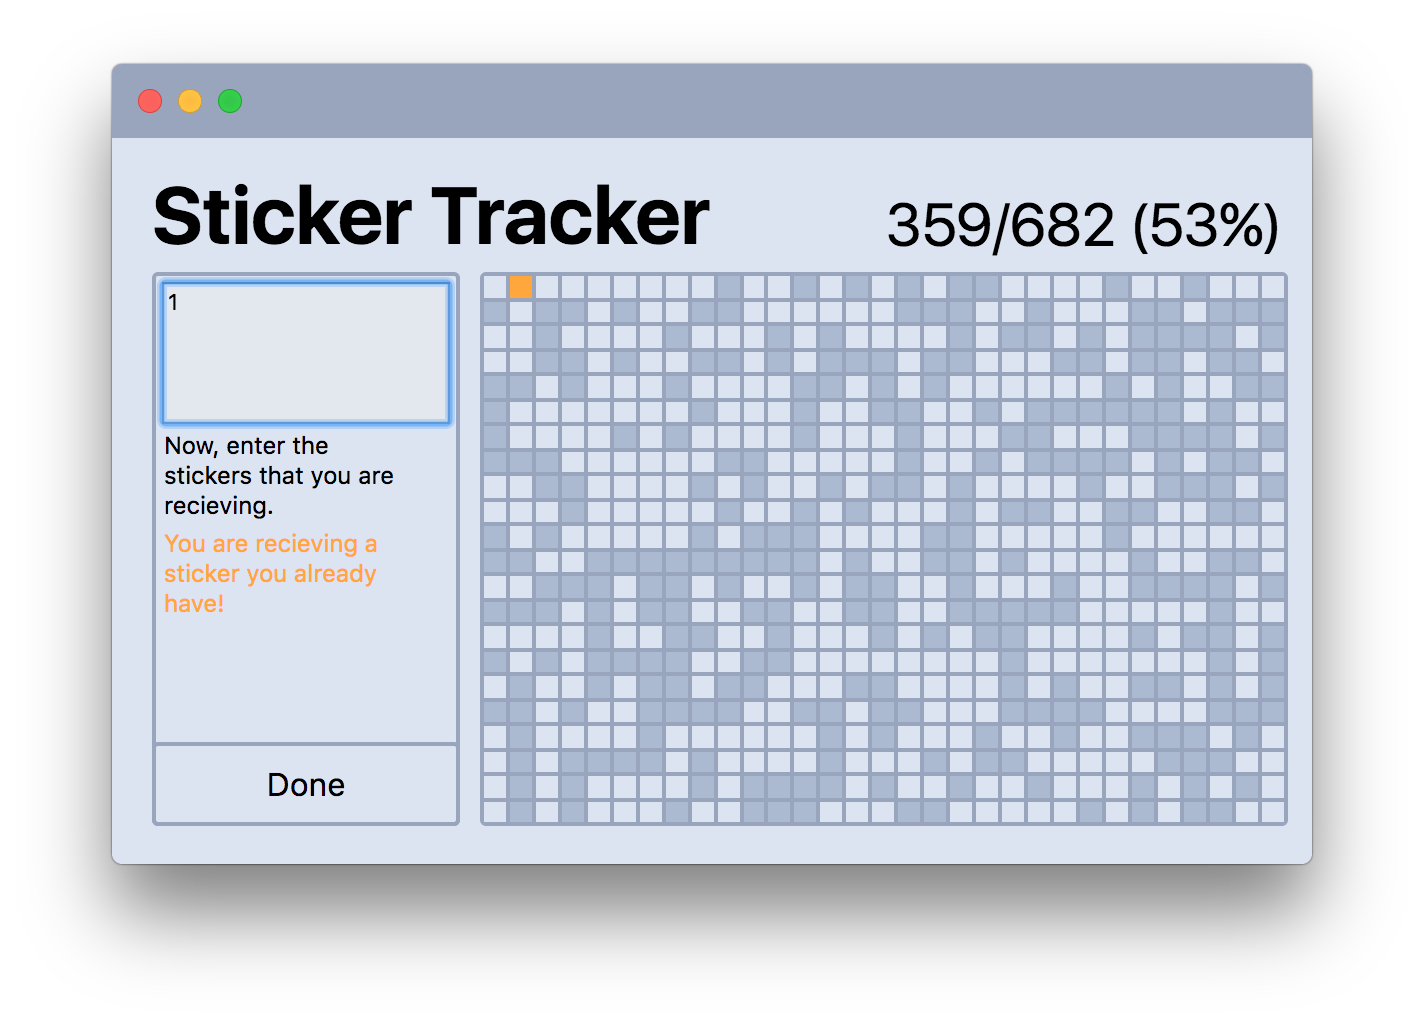 Sticker Tracker
359/682 (53%)
1
Now, enter the
stickers that you are
recieving.
You are recieving a
sticker you already
have!
Done